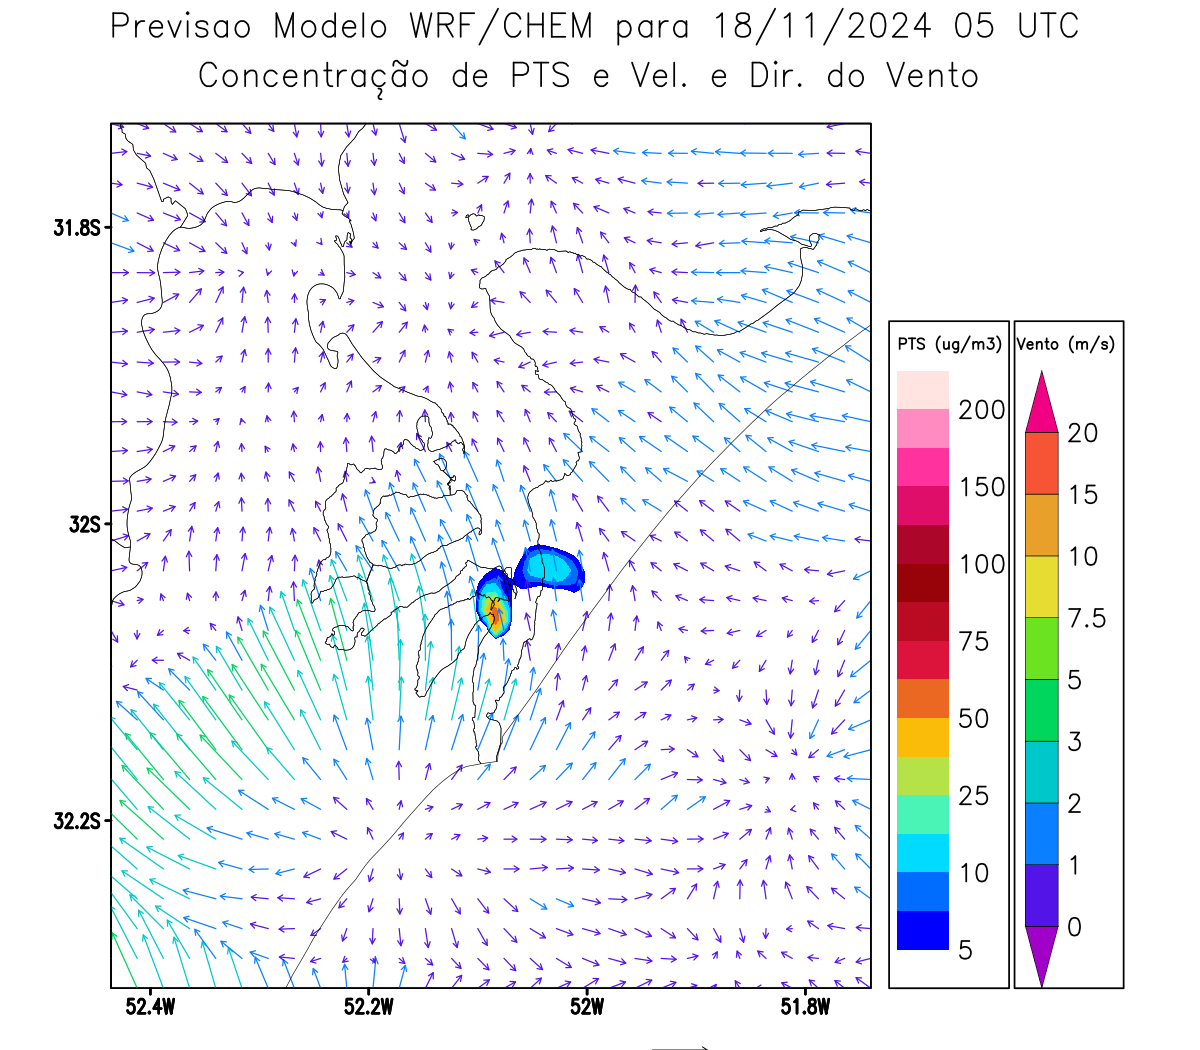 Previsao Modelo WRF/CHEM para 18/11/2024 05 UTC
Concentração de PTS e Vel. e Dir. do Vento
31.8S
32S
32.2S
52.4W
52.2W
52W
51.8W
PTS (ug/m3)
200
150
100
75
50
25
10
5
Vento (m/s)
20
15
10
7.5
5
3
2
1
0